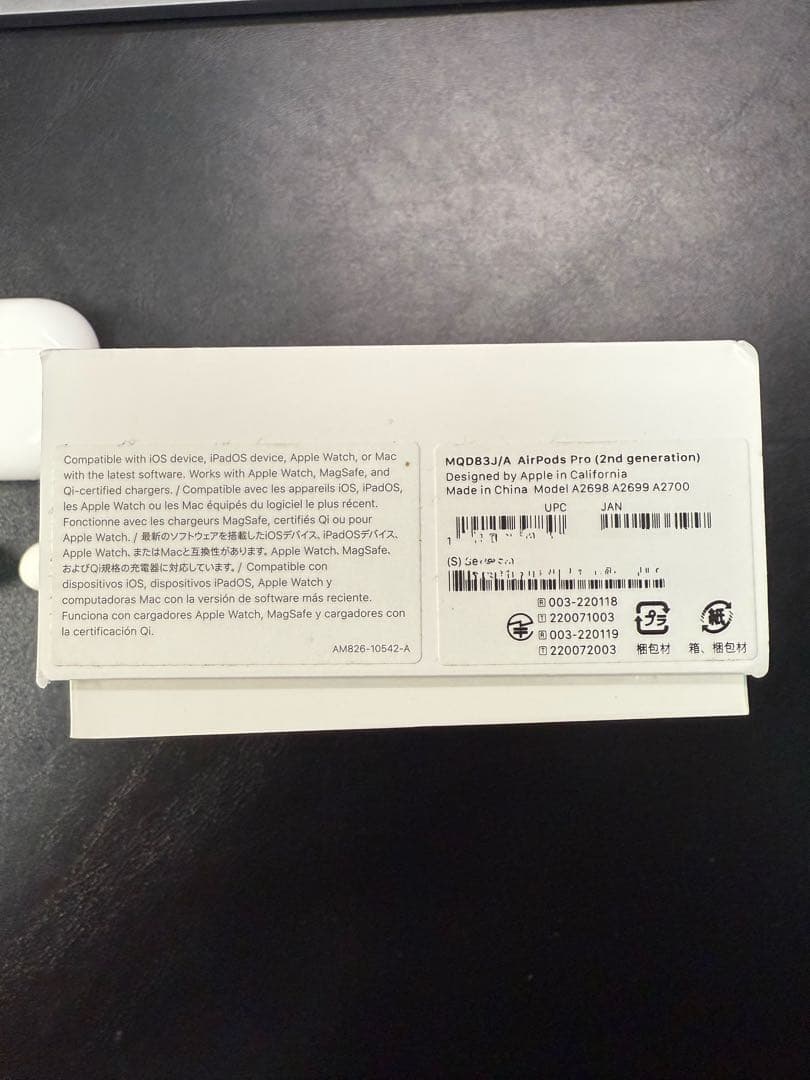 Compatible with iOS device, iPadOS device, Apple Watch, or Mac
with the latest software. Works with Apple Watch, MagSafe, and
Qi-certified chargers. / Compatible avec les appareils iOS, iPadOS,
les Apple Watch ou les Mac équipés du logiciel le plus récent.
Fonctionne avec les chargeurs MagSafe, certifiés Qi ou pour
Apple Watch. / 最新のソフトウェアを搭載したiOSデバイス、iPadOSデバイス、
Apple Watch、またはMacと互換性があります。Apple Watch、MagSafe、
およびQi規格の充電器に対応しています。/ Compatible con
dispositivos iOS, dispositivos iPadOS, Apple Watch y
computadoras Mac con la versión de software más reciente.
Funciona con cargadores Apple Watch, MagSafe y cargadores con
la certificación Qi.
AM826-10542-A
MQD83J/A AirPods Pro (2nd generation)
Designed by Apple in California
Made in China Model A2698 A2699 A2700
UPC JAN
1
(S)
R 003-220118
T 220071003
R 003-220119
T 220072003
プラ
梱包材
紙
箱、梱包材